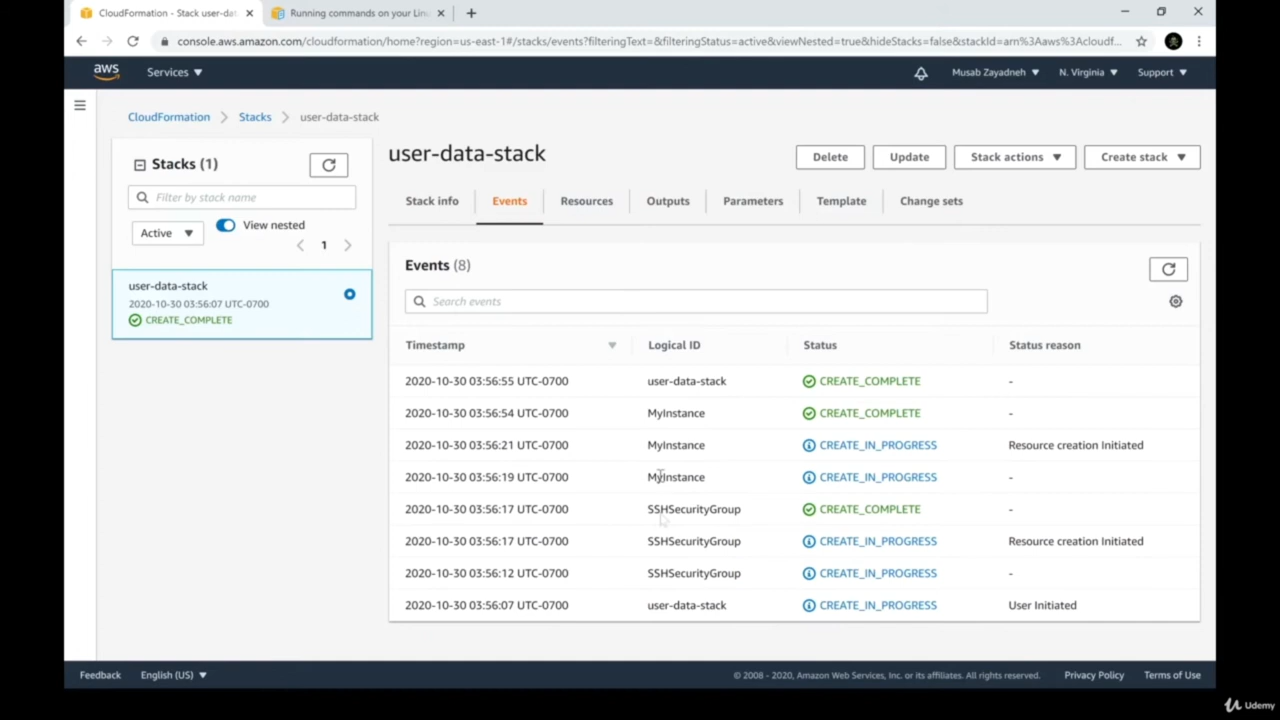 CloudFormation - Stack user-dat
Running commands on your Lin
console.aws.amazon.com/cloudformation/home?region=us-east-1#/stacks/events?filteringText=&filteringStatus=active&viewNested=true&hideStacks=false&stackId=arn%3Aaws%3Acloudf...
aws Services Musab Zayadneh N. Virginia Support
CloudFormation Stacks user-data-stack
Stacks (1)
Filter by stack name
Active View nested
1
user-data-stack
2020-10-30 03:56:07 UTC-0700
CREATE_COMPLETE
user-data-stack Delete Update Stack actions Create stack
Stack info Events Resources Outputs Parameters Template Change sets
Events (8)
Search events
Timestamp Logical ID Status Status reason
2020-10-30 03:56:55 UTC-0700 user-data-stack CREATE_COMPLETE -
2020-10-30 03:56:54 UTC-0700 MyInstance CREATE_COMPLETE -
2020-10-30 03:56:21 UTC-0700 MyInstance CREATE_IN_PROGRESS Resource creation Initiated
2020-10-30 03:56:19 UTC-0700 MyInstance CREATE_IN_PROGRESS -
2020-10-30 03:56:17 UTC-0700 SSHSecurityGroup CREATE_COMPLETE -
2020-10-30 03:56:17 UTC-0700 SSHSecurityGroup CREATE_IN_PROGRESS Resource creation Initiated
2020-10-30 03:56:12 UTC-0700 SSHSecurityGroup CREATE_IN_PROGRESS -
2020-10-30 03:56:07 UTC-0700 user-data-stack CREATE_IN_PROGRESS User Initiated
Feedback English (US) © 2008 - 2020, Amazon Web Services, Inc. or its affiliates. All rights reserved. Privacy Policy Terms of Use
Udemy